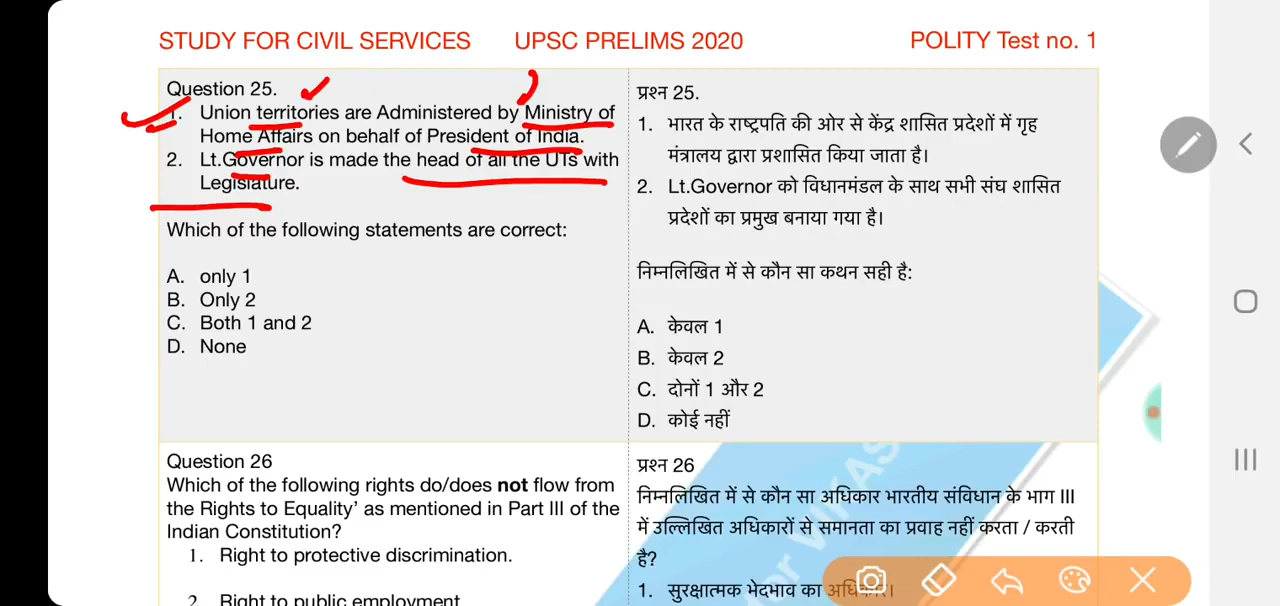 STUDY FOR CIVIL SERVICES UPSC PRELIMS 2020 POLITY Test no. 1
Question 25.
1. Union territories are Administered by Ministry of
Home Affairs on behalf of President of India.
2. Lt.Governor is made the head of all the UTs with
Legislature.
Which of the following statements are correct:
A. only 1
B. Only 2
C. Both 1 and 2
D. None
प्रश्न 25.
1. भारत के राष्ट्रपति की ओर से केंद्र शासित प्रदेशों में गृह
मंत्रालय द्वारा प्रशासित किया जाता है।
2. Lt.Governor को विधानमंडल के साथ सभी संघ शासित
प्रदेशों का प्रमुख बनाया गया है।
निम्नलिखित में से कौन सा कथन सही है:
A. केवल 1
B. केवल 2
C. दोनों 1 और 2
D. कोई नहीं
Question 26
Which of the following rights do/does not flow from
the Rights to Equality’ as mentioned in Part III of the
Indian Constitution?
1. Right to protective discrimination.
2. Right to public employment
प्रश्न 26
निम्नलिखित में से कौन सा अधिकार भारतीय संविधान के भाग III
में उल्लिखित अधिकारों से समानता का प्रवाह नहीं करता / करती
है?
1. सुरक्षात्मक भेदभाव का अधिकार।